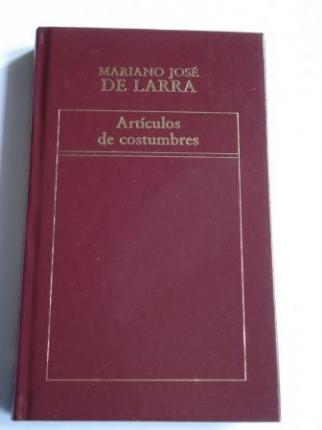 MARIANO JOSÉ
DE LARRA
Artículos
de costumbres